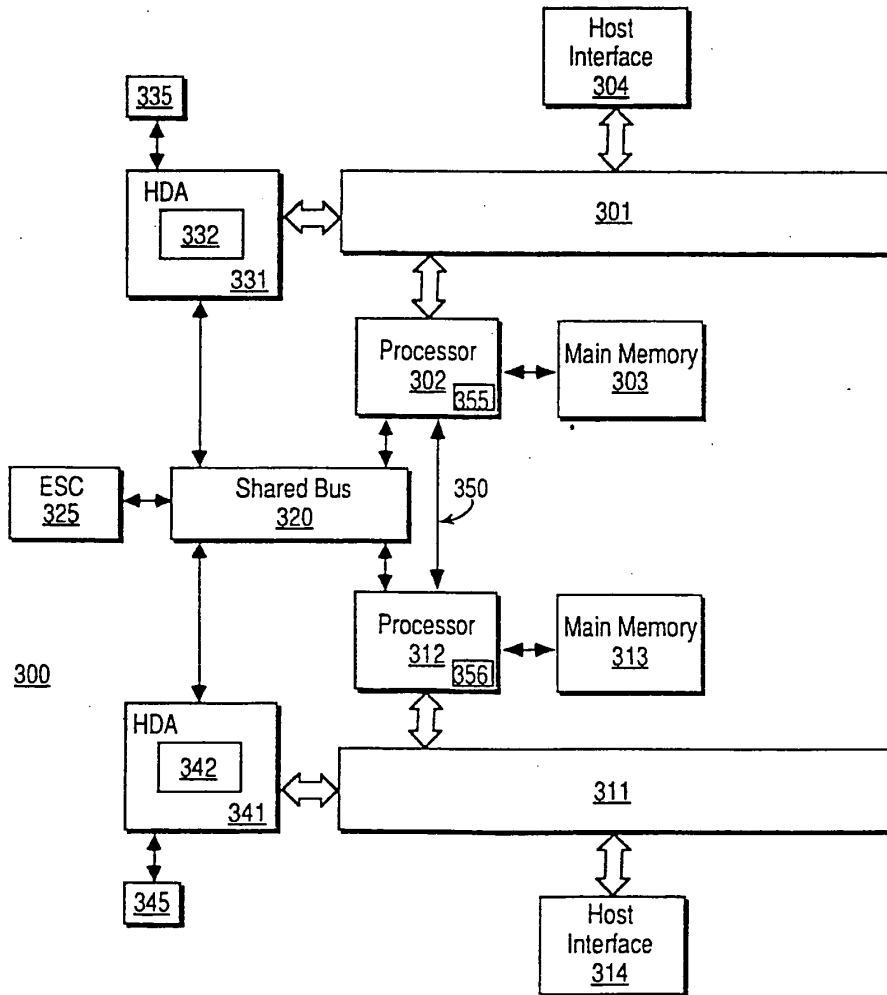 Host
Interface
304
335
HDA
332
331
301
Processor
302
355
Main Memory
303
ESC
325
Shared Bus
320
350
Processor
312
356
Main Memory
313
300
HDA
342
341
311
345
Host
Interface
314